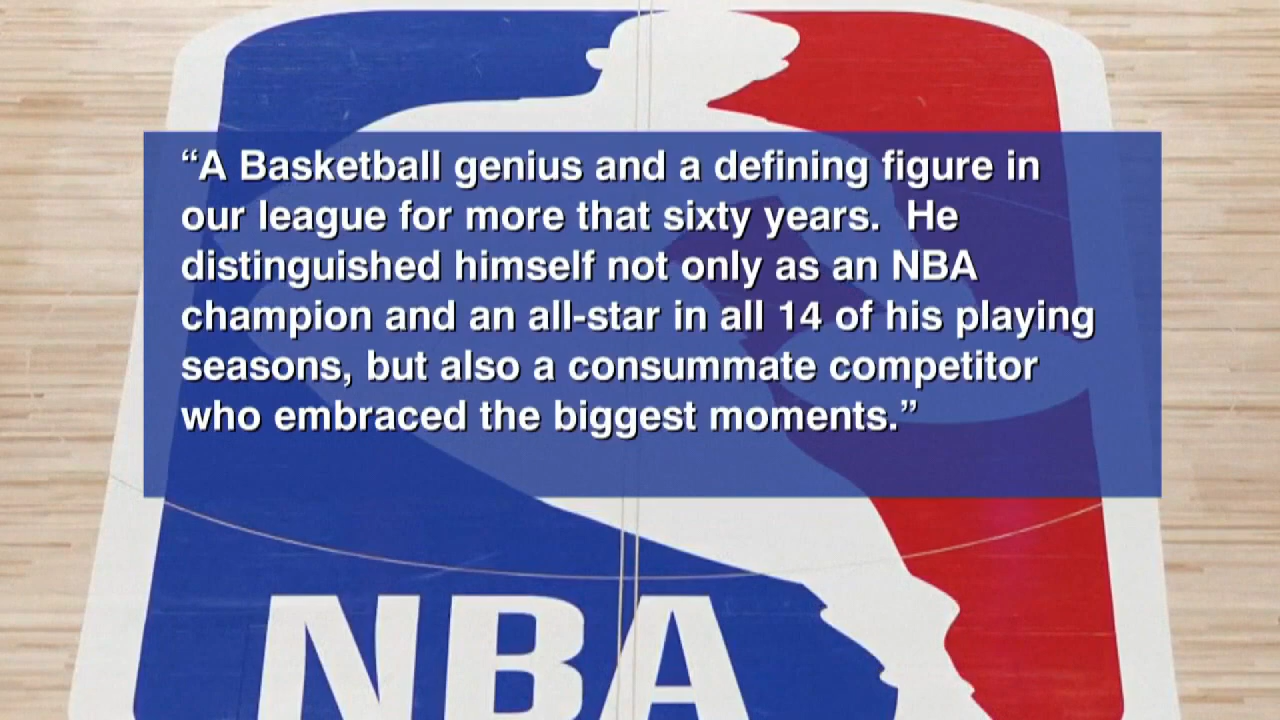 “A Basketball genius and a defining figure in
our league for more that sixty years.  He
distinguished himself not only as an NBA
champion and an all-star in all 14 of his playing
seasons, but also a consummate competitor
who embraced the biggest moments.”
NBA